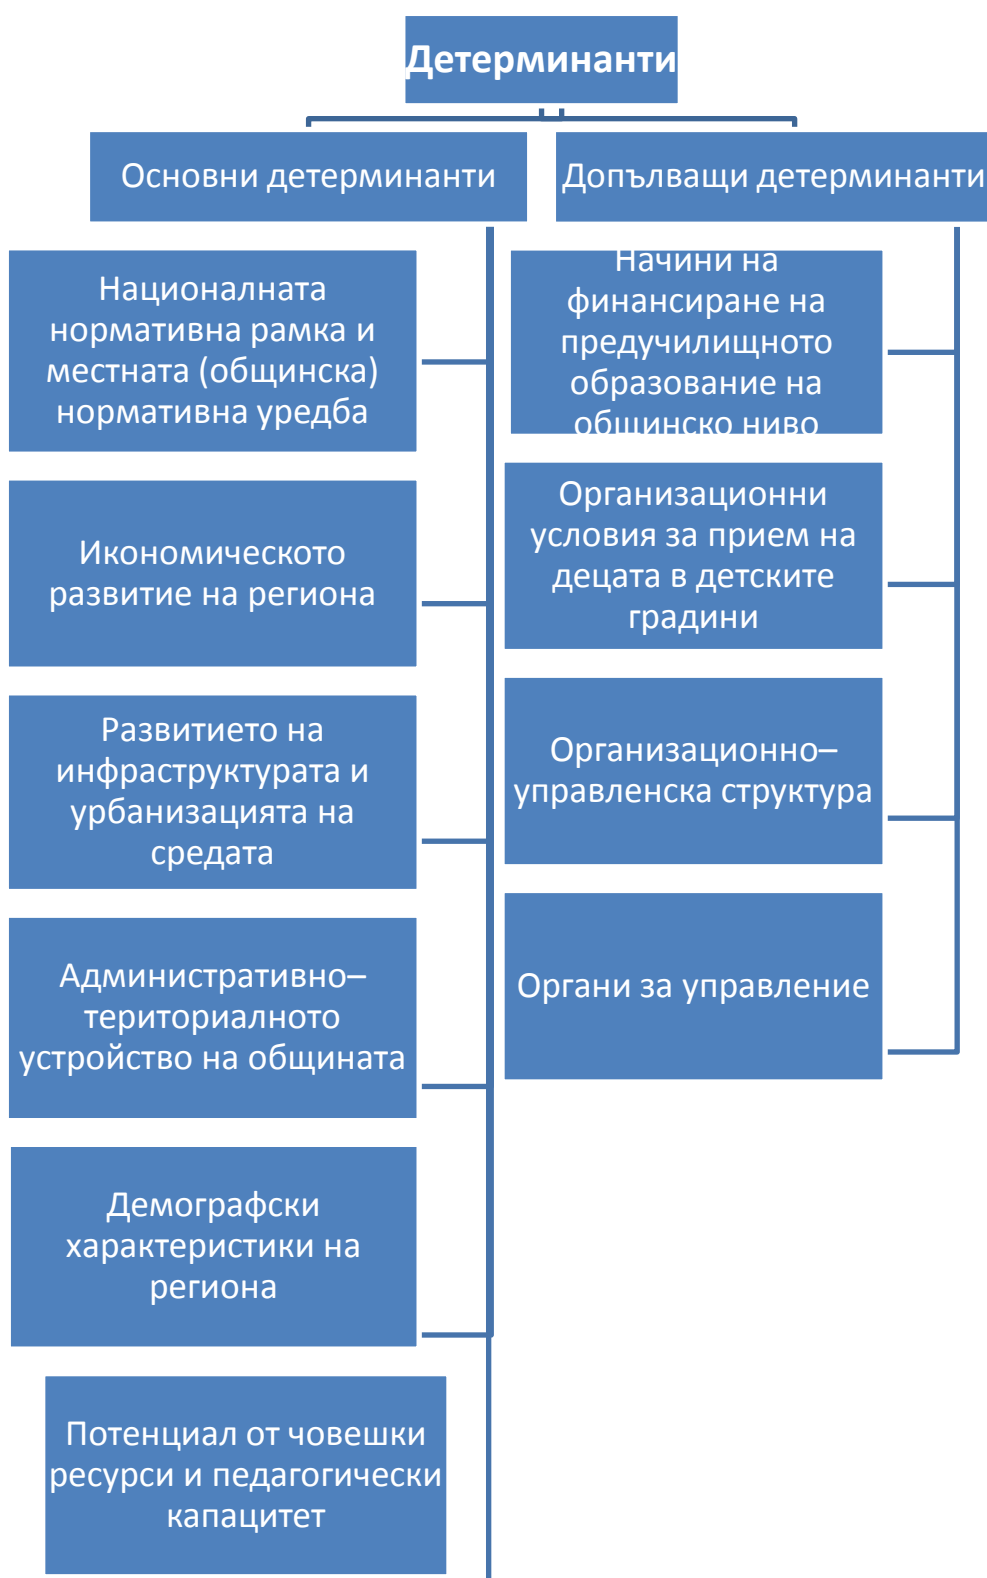 Детерминанти
Основни детерминанти
Националната
нормативна рамка и
местната (общинска)
нормативна уредба
Икономическото
развитие на региона
Развитието на
инфраструктурата и
урбанизацията на
средата
Административно–
териториалното
устройство на общината
Демографски
характеристики на
региона
Потенциал от човешки
ресурси и педагогически
капацитет
Допълващи детерминанти
Начини на
финансиране на
предучилищното
образование на
общинско ниво
Организационни
условия за прием на
децата в детските
градини
Организационно–
управленска структура
Органи за управление